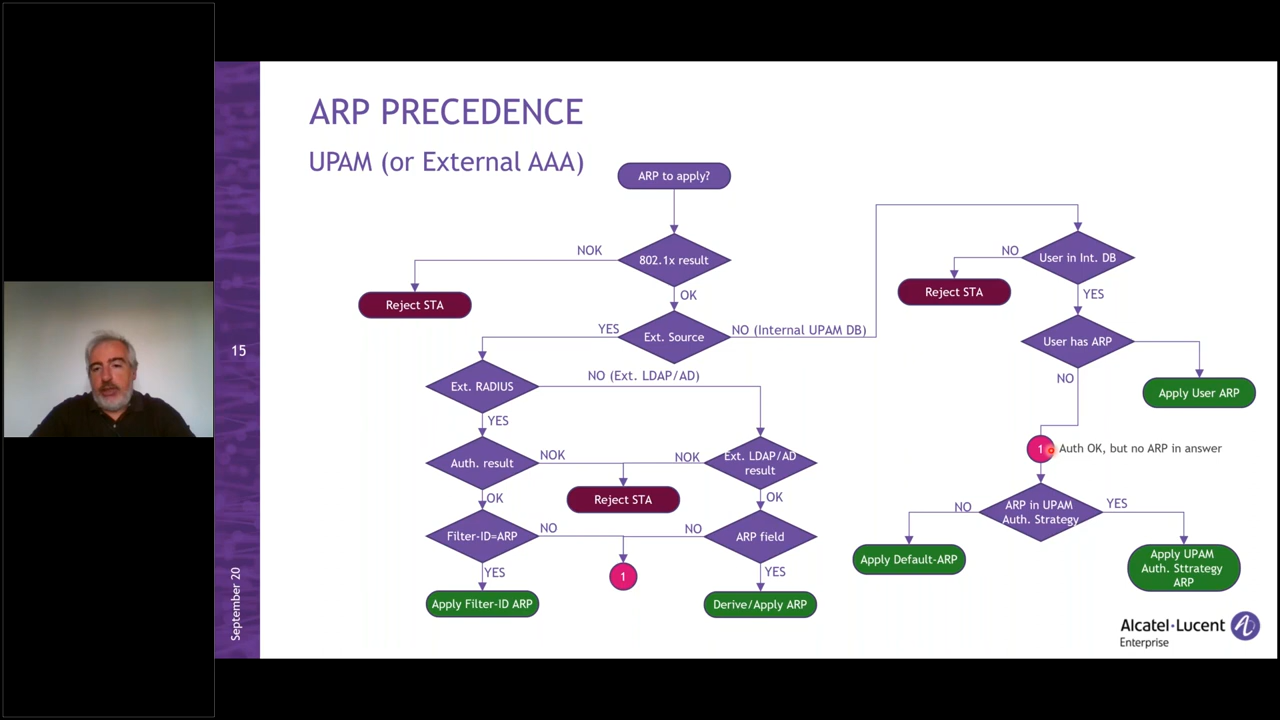 ARP PRECEDENCE
UPAM (or External AAA)
ARP to apply?
NOK
802.1x result
OK
Reject STA
YES
Ext. Source
NO (Internal UPAM DB)
Ext. RADIUS
NO (Ext. LDAP/AD)
YES
Auth. result
NOK
NOK
Ext. LDAP/AD
result
Reject STA
OK
OK
Filter-ID=ARP
NO
NO
ARP field
YES
1
YES
Apply Filter-ID ARP
Derive/Apply ARP
User in Int. DB
NO
Reject STA
YES
User has ARP
NO
Apply User ARP
1
Auth OK, but no ARP in answer
ARP in UPAM
Auth. Strategy
NO
YES
Apply Default-ARP
Apply UPAM
Auth. Sttrategy
ARP
15
September 20
Alcatel·Lucent
Enterprise